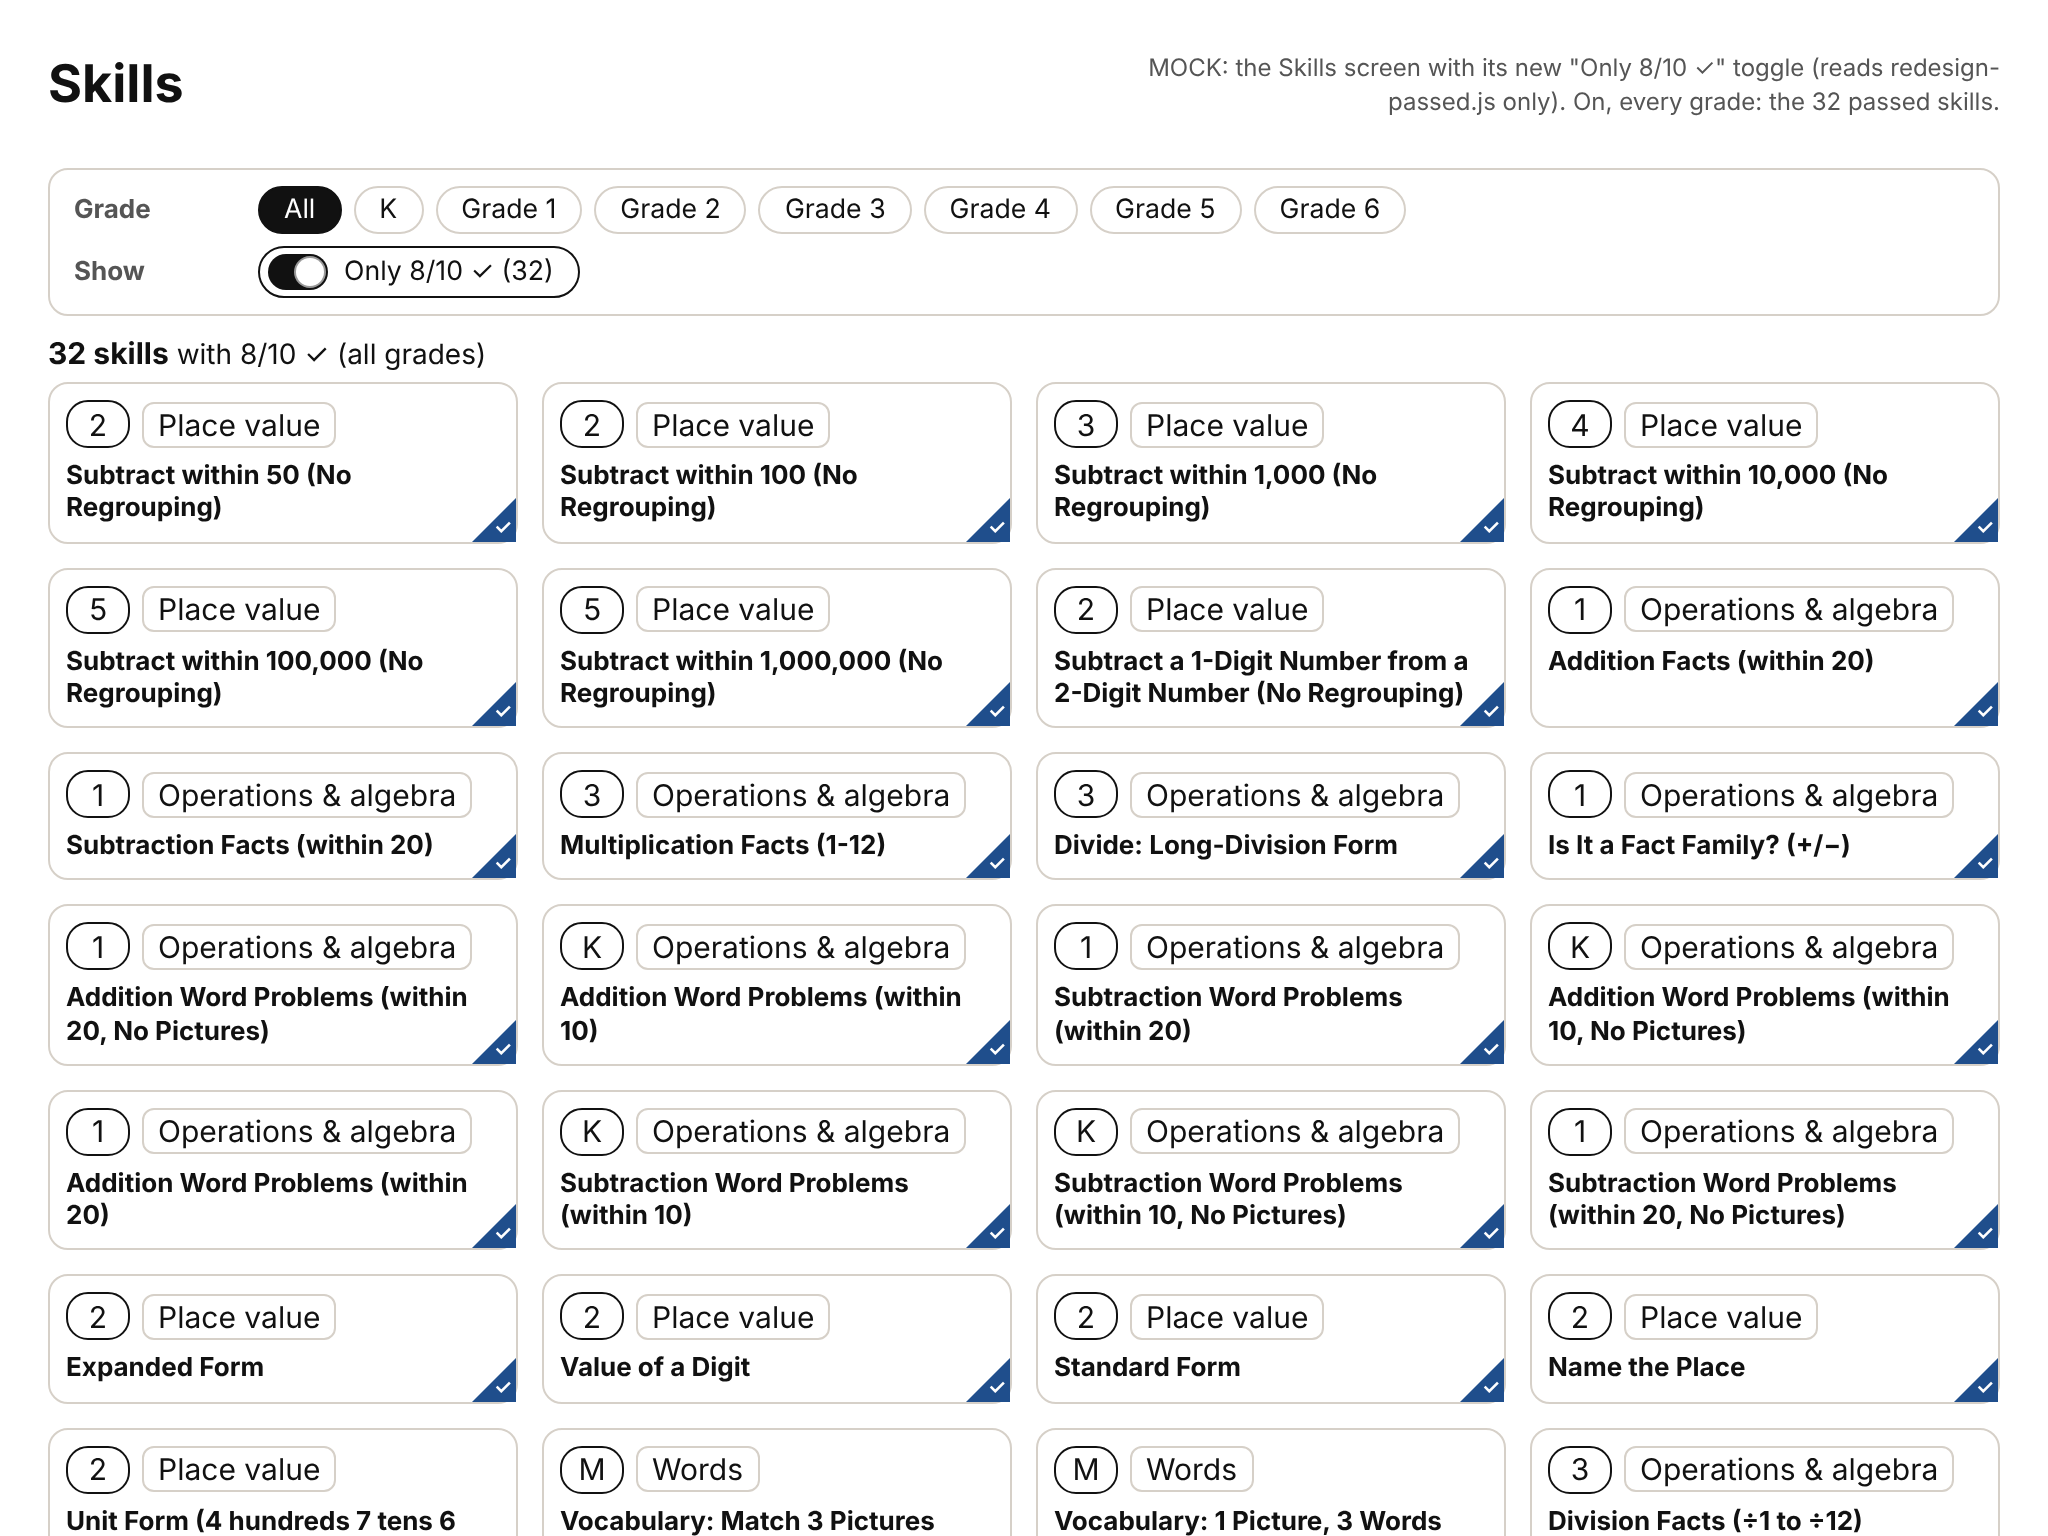 Skills
MOCK: the Skills screen with its new "Only 8/10 ✓" toggle (reads redesign-
passed.js only). On, every grade: the 32 passed skills.
Grade
All
K
Grade 1
Grade 2
Grade 3
Grade 4
Grade 5
Grade 6
Show
Only 8/10 ✓ (32)
32 skills with 8/10 ✓ (all grades)
2 Place value
Subtract within 50 (No
Regrouping)
2 Place value
Subtract within 100 (No
Regrouping)
3 Place value
Subtract within 1,000 (No
Regrouping)
4 Place value
Subtract within 10,000 (No
Regrouping)
5 Place value
Subtract within 100,000 (No
Regrouping)
5 Place value
Subtract within 1,000,000 (No
Regrouping)
2 Place value
Subtract a 1-Digit Number from a
2-Digit Number (No Regrouping)
1 Operations & algebra
Addition Facts (within 20)
1 Operations & algebra
Subtraction Facts (within 20)
3 Operations & algebra
Multiplication Facts (1-12)
3 Operations & algebra
Divide: Long-Division Form
1 Operations & algebra
Is It a Fact Family? (+/−)
1 Operations & algebra
Addition Word Problems (within
20, No Pictures)
K Operations & algebra
Addition Word Problems (within
10)
1 Operations & algebra
Subtraction Word Problems
(within 20)
K Operations & algebra
Addition Word Problems (within
10, No Pictures)
1 Operations & algebra
Addition Word Problems (within
20)
K Operations & algebra
Subtraction Word Problems
(within 10)
K Operations & algebra
Subtraction Word Problems
(within 10, No Pictures)
1 Operations & algebra
Subtraction Word Problems
(within 20, No Pictures)
2 Place value
Expanded Form
2 Place value
Value of a Digit
2 Place value
Standard Form
2 Place value
Name the Place
2 Place value
Unit Form (4 hundreds 7 tens 6
M Words
Vocabulary: Match 3 Pictures
M Words
Vocabulary: 1 Picture, 3 Words
3 Operations & algebra
Division Facts (÷1 to ÷12)